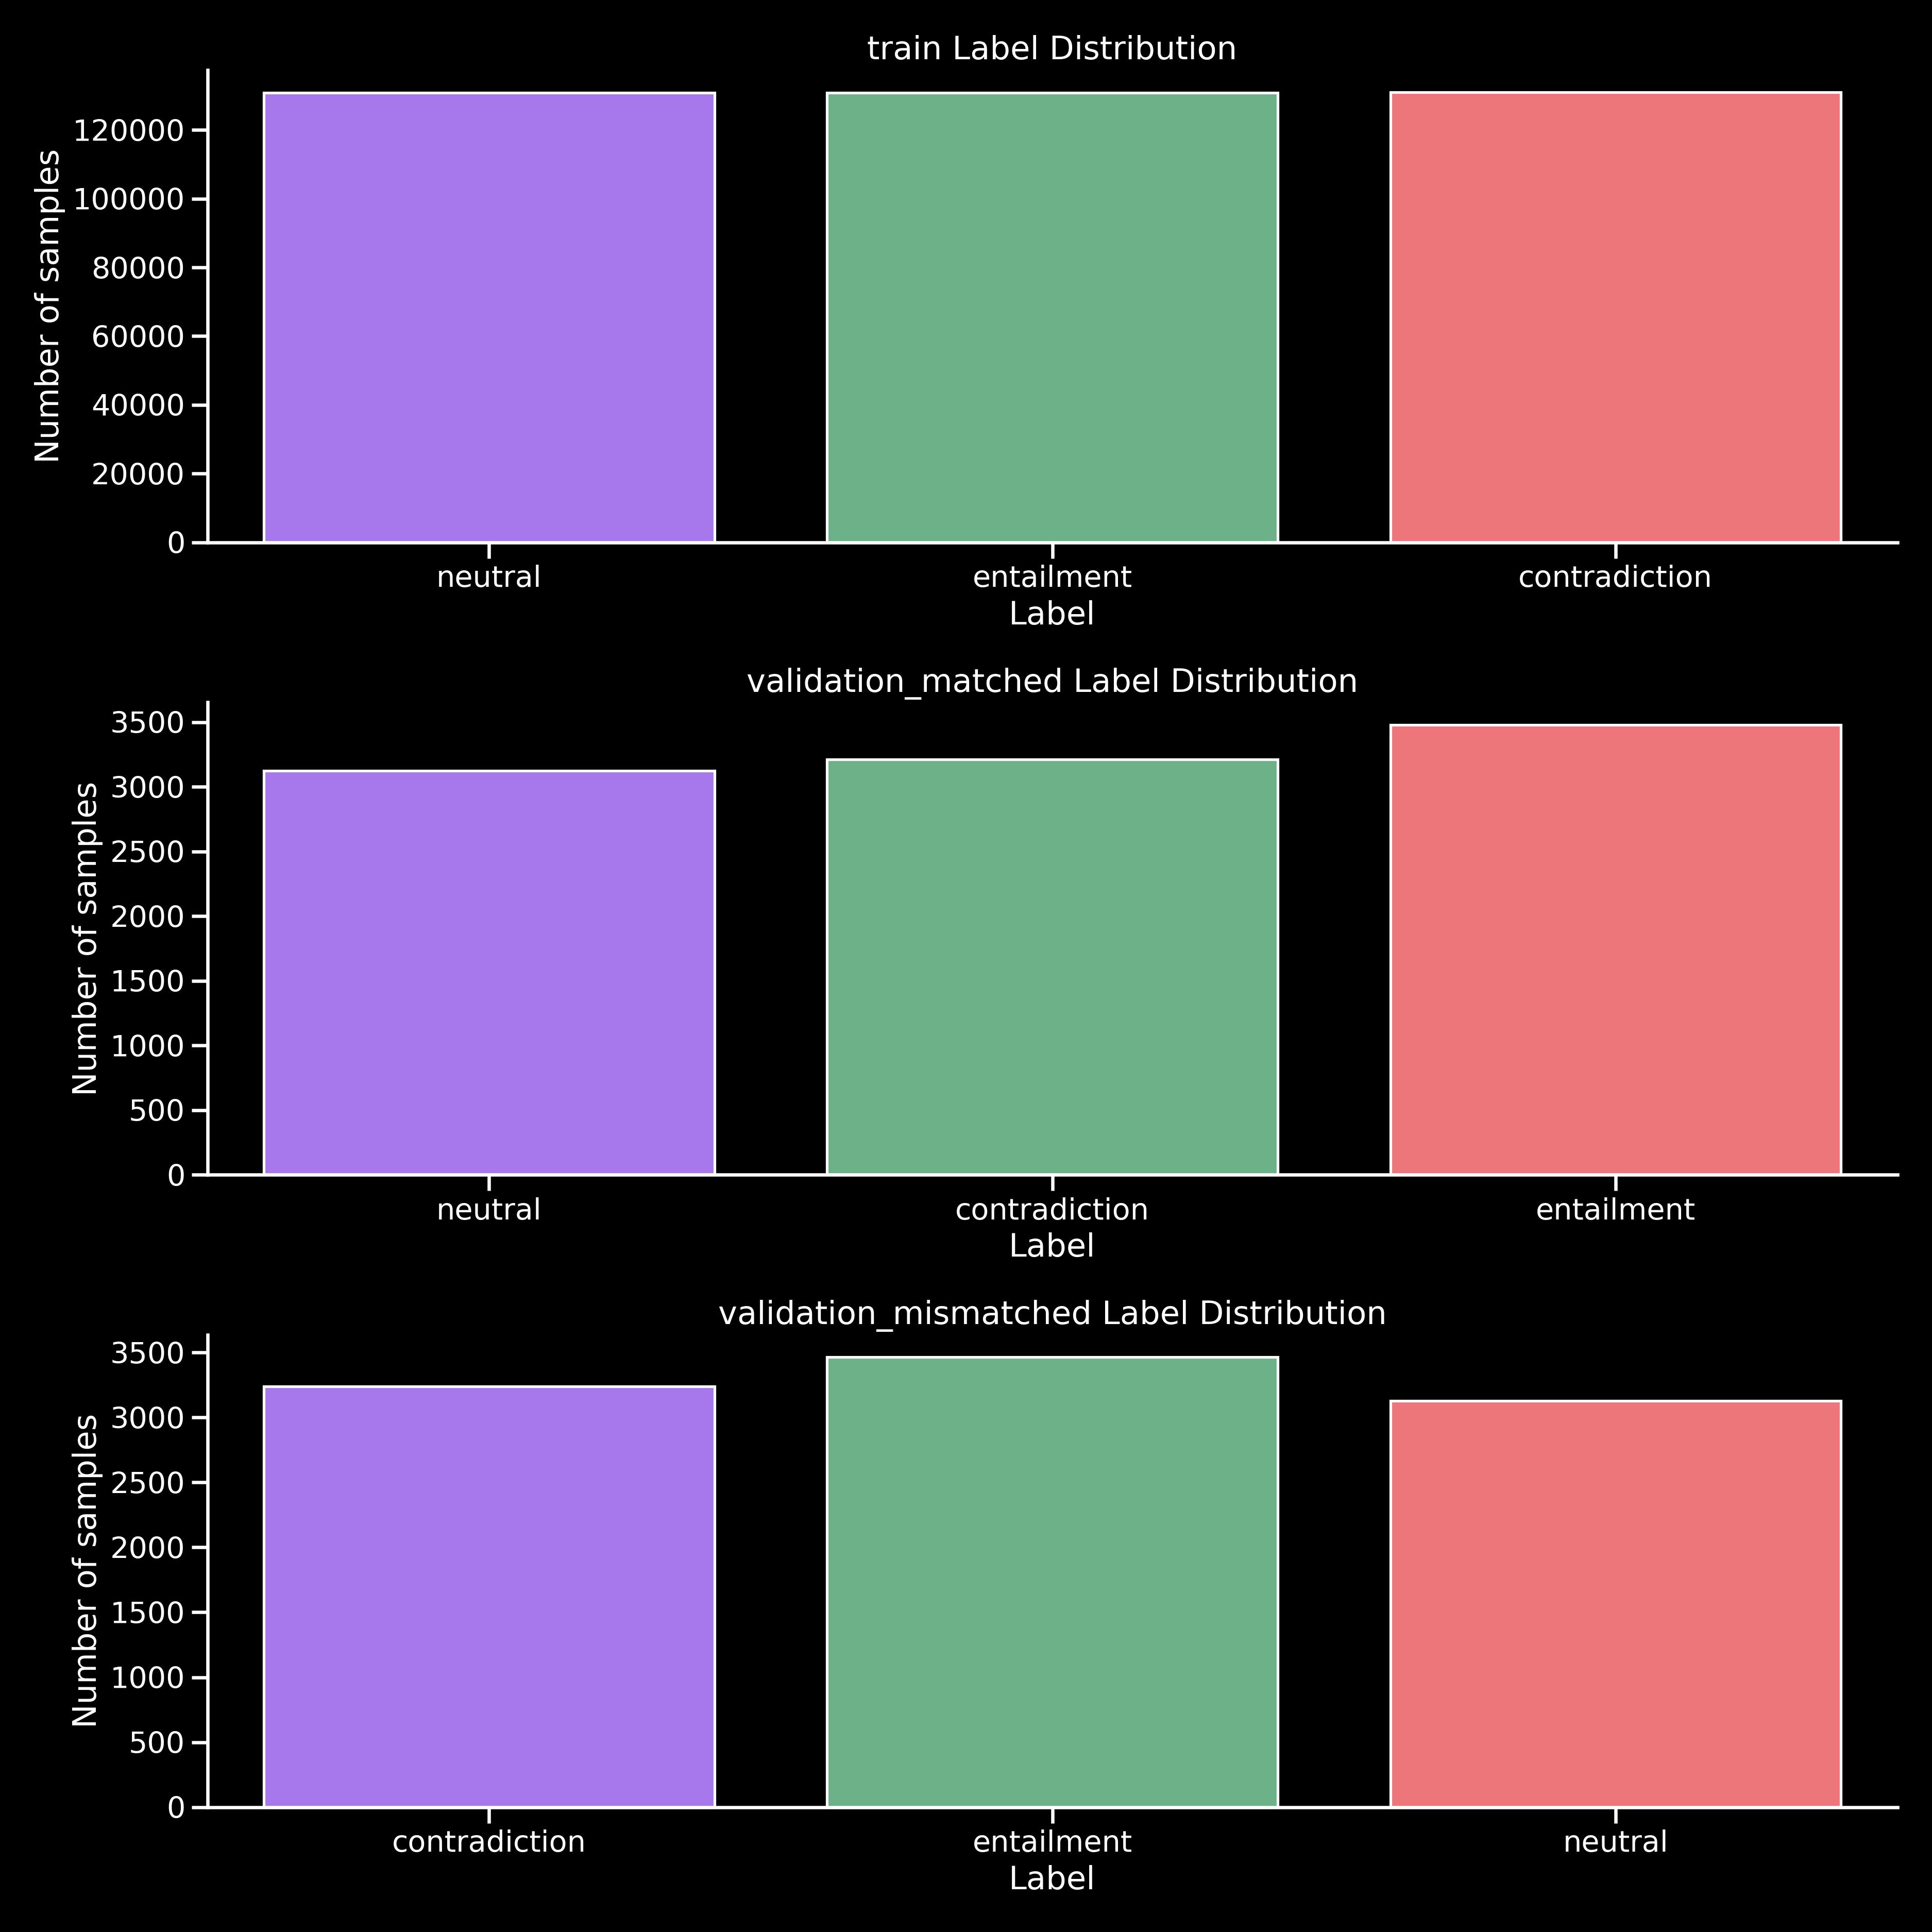 train Label Distribution
Number of samples
120000
100000
80000
60000
40000
20000
0
neutral
entailment
contradiction
Label
validation_matched Label Distribution
Number of samples
3500
3000
2500
2000
1500
1000
500
0
neutral
contradiction
entailment
Label
validation_mismatched Label Distribution
Number of samples
3500
3000
2500
2000
1500
1000
500
0
contradiction
entailment
neutral
Label